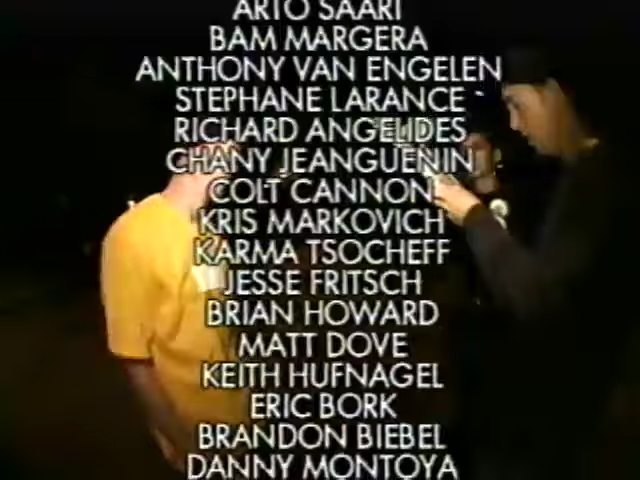 ARTO SAARI
BAM MARGERA
ANTHONY VAN ENGELEN
STEPHANE LARANCE
RICHARD ANGELIDES
CHANY JEANGUENIN
COLT CANNON
KRIS MARKOVICH
KARMA TSOCHEFF
JESSE FRITSCH
BRIAN HOWARD
MATT DOVE
KEITH HUFNAGEL
ERIC BORK
BRANDON BIEBEL
DANNY MONTOYA